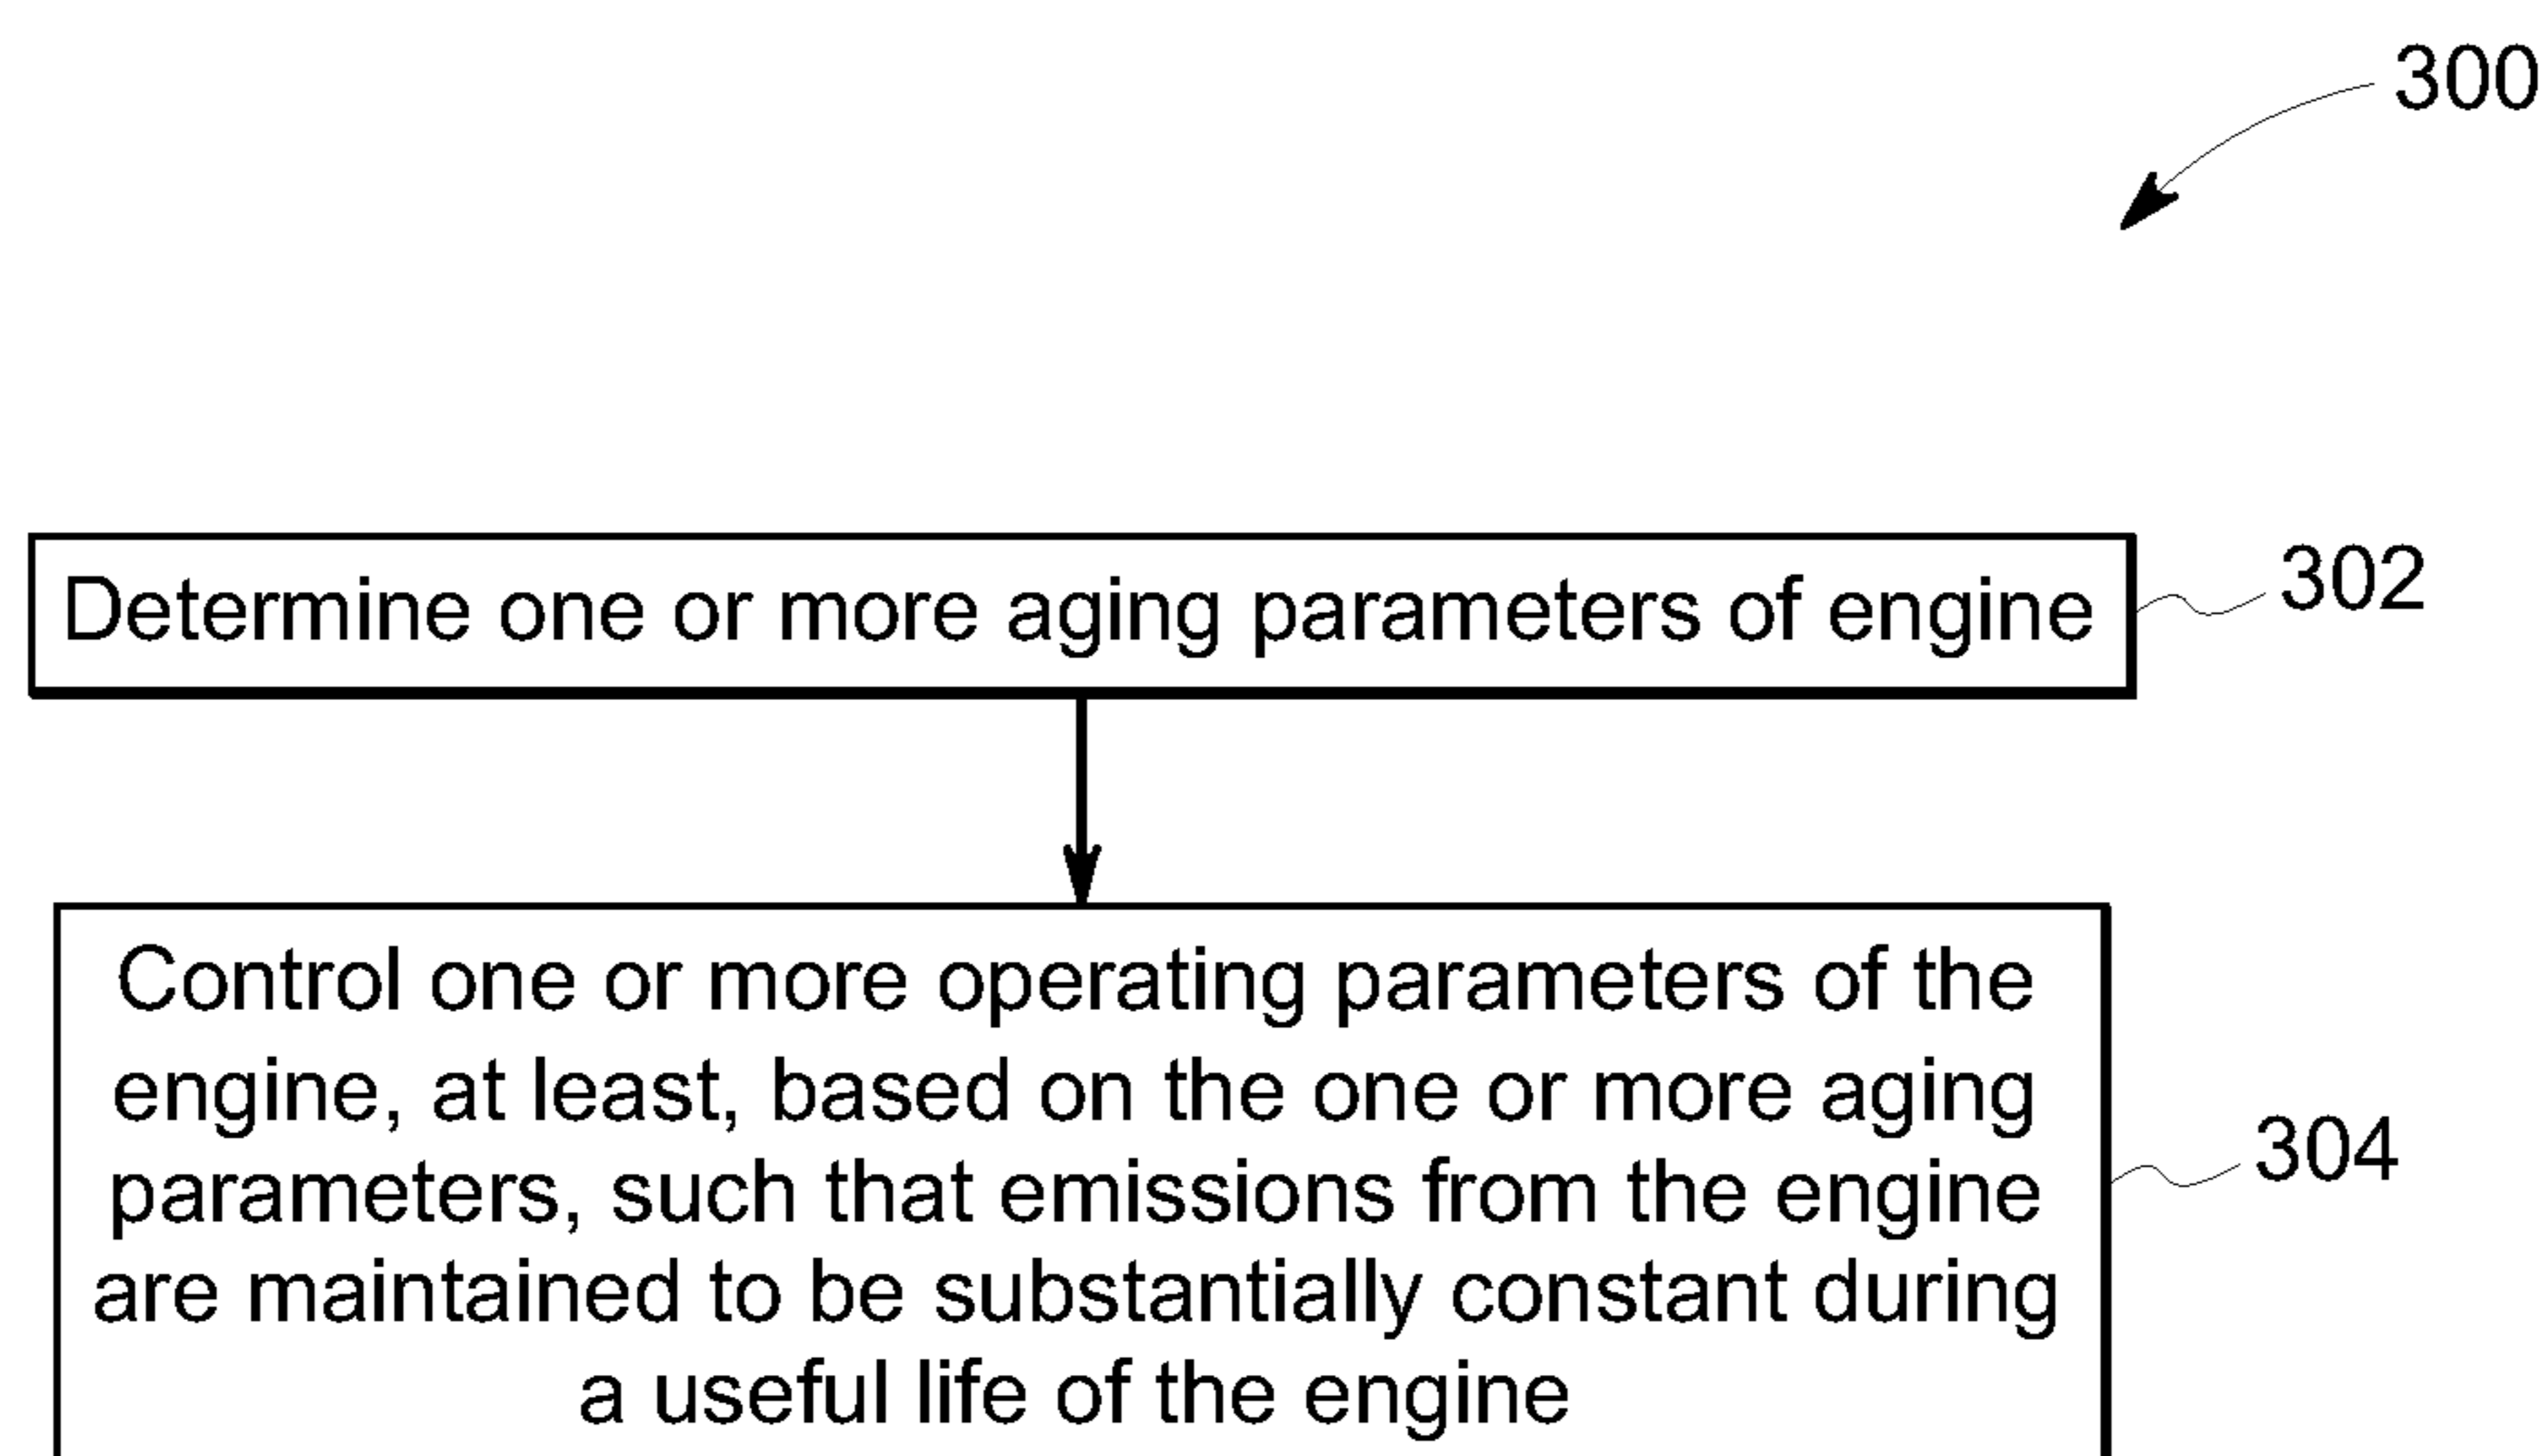 300
Determine one or more aging parameters of engine
302
Control one or more operating parameters of the
engine, at least, based on the one or more aging
parameters, such that emissions from the engine
are maintained to be substantially constant during
a useful life of the engine
304